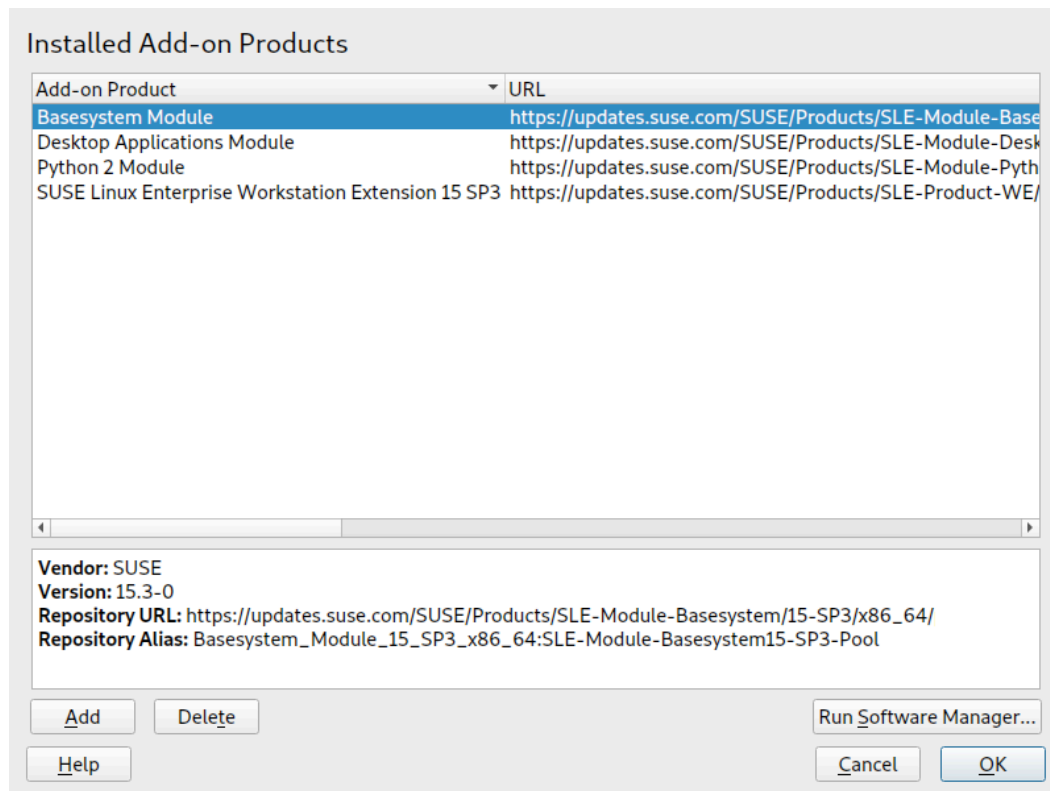 Installed Add-on Products
Add-on Product URL
Basesystem Module https://updates.suse.com/SUSE/Products/SLE-Module-Base
Desktop Applications Module https://updates.suse.com/SUSE/Products/SLE-Module-Desk
Python 2 Module https://updates.suse.com/SUSE/Products/SLE-Module-Pyth
SUSE Linux Enterprise Workstation Extension 15 SP3 https://updates.suse.com/SUSE/Products/SLE-Product-WE/
Vendor: SUSE
Version: 15.3-0
Repository URL: https://updates.suse.com/SUSE/Products/SLE-Module-Basesystem/15-SP3/x86_64/
Repository Alias: Basesystem_Module_15_SP3_x86_64:SLE-Module-Basesystem15-SP3-Pool
Add Delete Run Software Manager...
Help Cancel OK